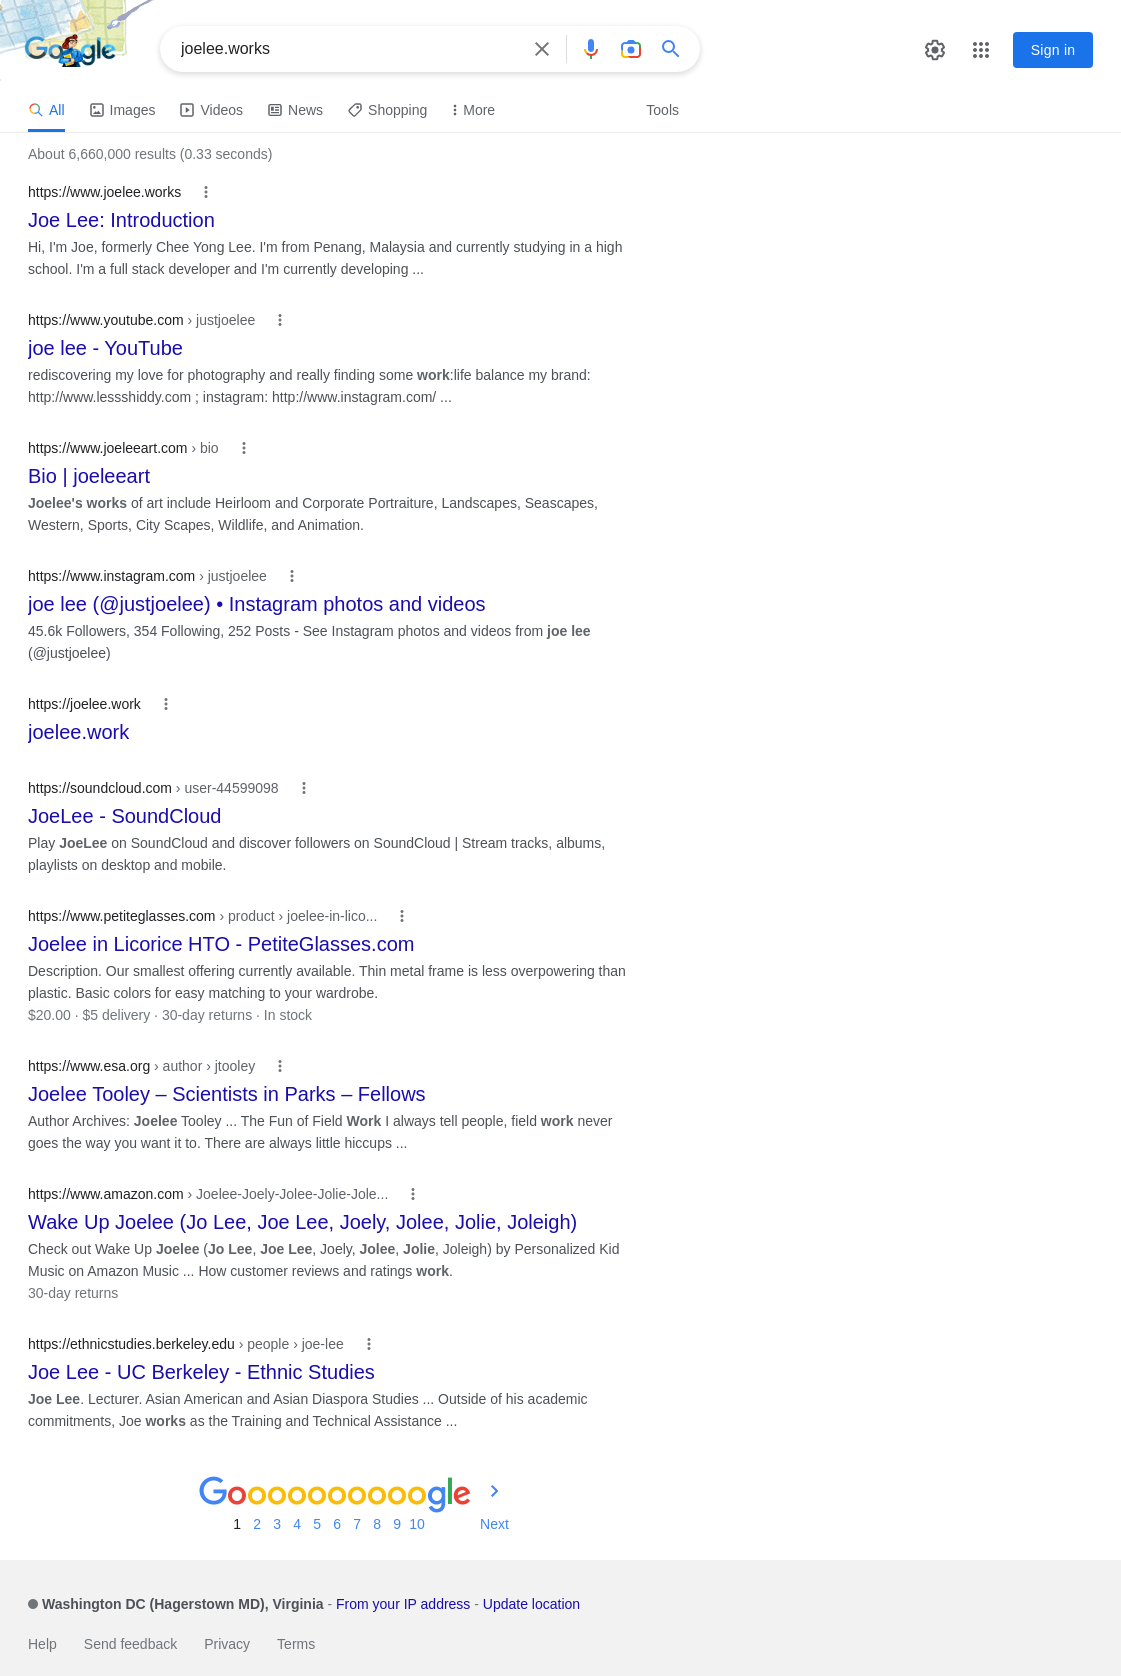 Google
joelee.works
Sign in
All Images Videos News Shopping More Tools
About 6,660,000 results (0.33 seconds)
https://www.joelee.works
Joe Lee: Introduction
Hi, I'm Joe, formerly Chee Yong Lee. I'm from Penang, Malaysia and currently studying in a high
school. I'm a full stack developer and I'm currently developing ...
https://www.youtube.com › justjoelee
joe lee - YouTube
rediscovering my love for photography and really finding some work:life balance my brand:
http://www.lessshiddy.com ; instagram: http://www.instagram.com/ ...
https://www.joeleeart.com › bio
Bio | joeleeart
Joelee's works of art include Heirloom and Corporate Portraiture, Landscapes, Seascapes,
Western, Sports, City Scapes, Wildlife, and Animation.
https://www.instagram.com › justjoelee
joe lee (@justjoelee) • Instagram photos and videos
45.6k Followers, 354 Following, 252 Posts - See Instagram photos and videos from joe lee
(@justjoelee)
https://joelee.work
joelee.work
https://soundcloud.com › user-44599098
JoeLee - SoundCloud
Play JoeLee on SoundCloud and discover followers on SoundCloud | Stream tracks, albums,
playlists on desktop and mobile.
https://www.petiteglasses.com › product › joelee-in-lico...
Joelee in Licorice HTO - PetiteGlasses.com
Description. Our smallest offering currently available. Thin metal frame is less overpowering than
plastic. Basic colors for easy matching to your wardrobe.
$20.00 · $5 delivery · 30-day returns · In stock
https://www.esa.org › author › jtooley
Joelee Tooley – Scientists in Parks – Fellows
Author Archives: Joelee Tooley ... The Fun of Field Work I always tell people, field work never
goes the way you want it to. There are always little hiccups ...
https://www.amazon.com › Joelee-Joely-Jolee-Jolie-Jole...
Wake Up Joelee (Jo Lee, Joe Lee, Joely, Jolee, Jolie, Joleigh)
Check out Wake Up Joelee (Jo Lee, Joe Lee, Joely, Jolee, Jolie, Joleigh) by Personalized Kid
Music on Amazon Music ... How customer reviews and ratings work.
30-day returns
https://ethnicstudies.berkeley.edu › people › joe-lee
Joe Lee - UC Berkeley - Ethnic Studies
Joe Lee. Lecturer. Asian American and Asian Diaspora Studies ... Outside of his academic
commitments, Joe works as the Training and Technical Assistance ...
Goooooooooogle
1 2 3 4 5 6 7 8 9 10 Next
Washington DC (Hagerstown MD), Virginia - From your IP address - Update location
Help Send feedback Privacy Terms